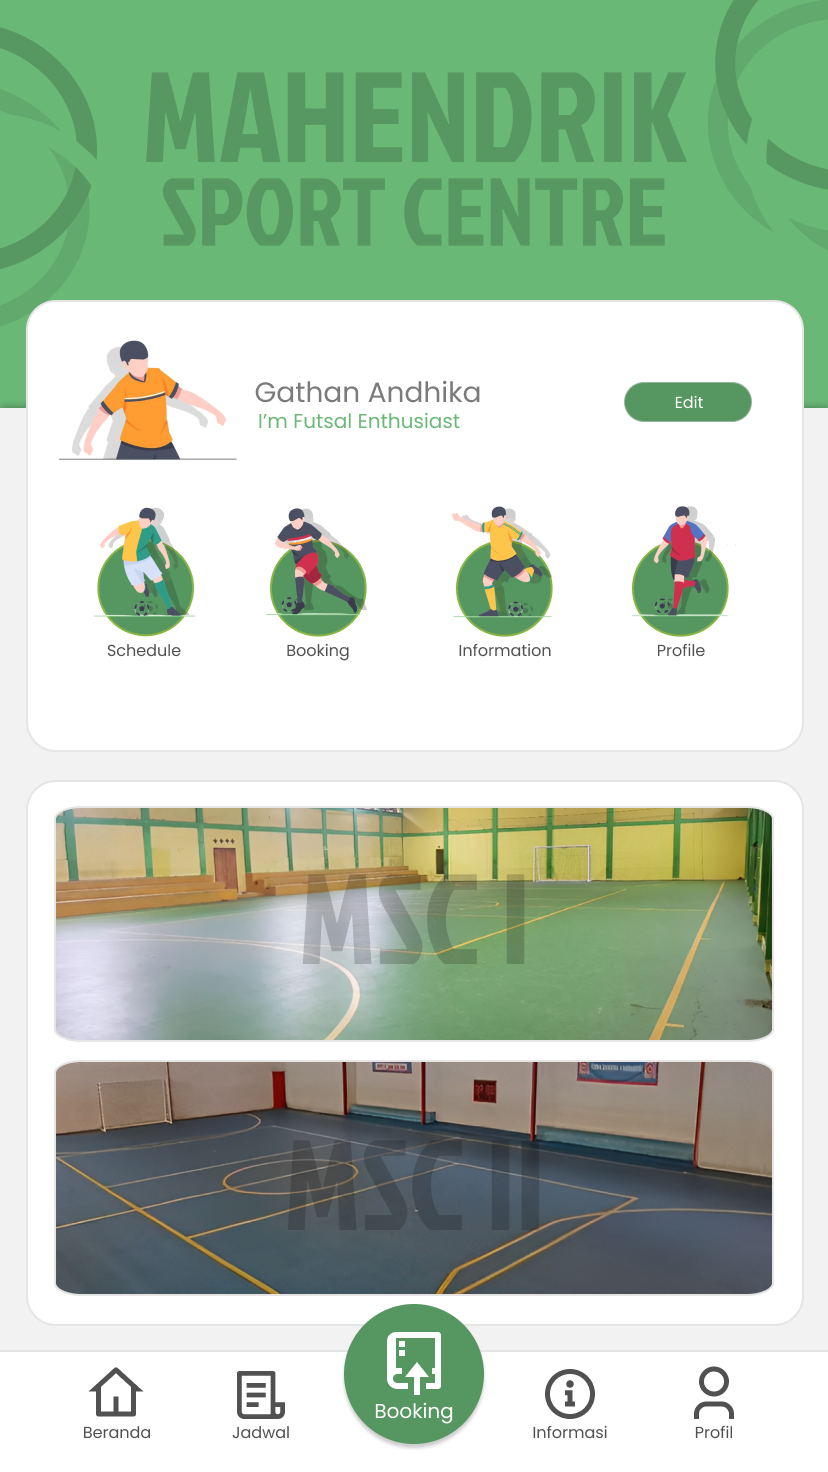 MAHENDRIK
SPORT CENTRE
Gathan Andhika
I'm Futsal Enthusiast
Edit
Schedule
Booking
Information
Profile
MSC I
MSC II
Beranda
Jadwal
Booking
Informasi
Profil